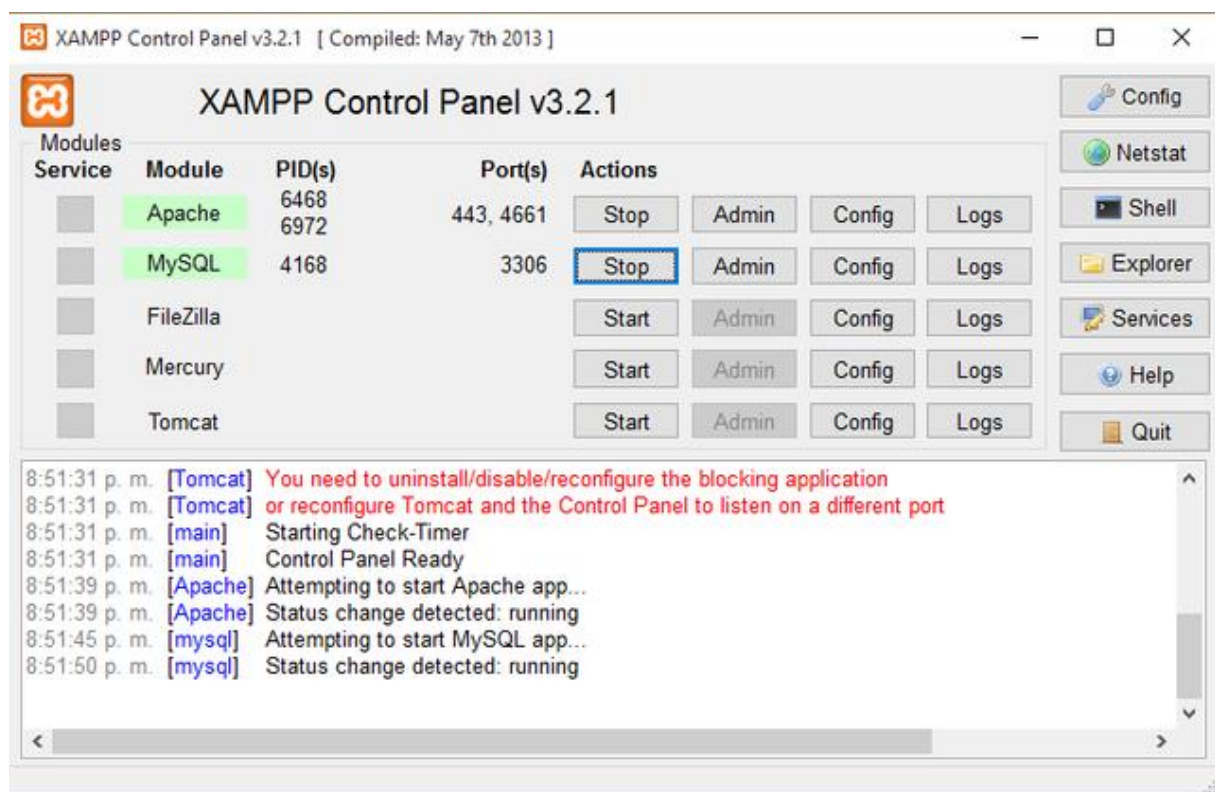 XAMPP Control Panel v3.2.1 [ Compiled: May 7th 2013 ]
XAMPP Control Panel v3.2.1
Config
Modules
Service Module PID(s) Port(s) Actions
Netstat
Apache 6468 6972 443, 4661 Stop Admin Config Logs
Shell
MySQL 4168 3306 Stop Admin Config Logs
Explorer
FileZilla Start Admin Config Logs
Services
Mercury Start Admin Config Logs
Help
Tomcat Start Admin Config Logs
Quit
8:51:31 p. m. [Tomcat] You need to uninstall/disable/reconfigure the blocking application
8:51:31 p. m. [Tomcat] or reconfigure Tomcat and the Control Panel to listen on a different port
8:51:31 p. m. [main] Starting Check-Timer
8:51:31 p. m. [main] Control Panel Ready
8:51:39 p. m. [Apache] Attempting to start Apache app...
8:51:39 p. m. [Apache] Status change detected: running
8:51:45 p. m. [mysql] Attempting to start MySQL app...
8:51:50 p. m. [mysql] Status change detected: running